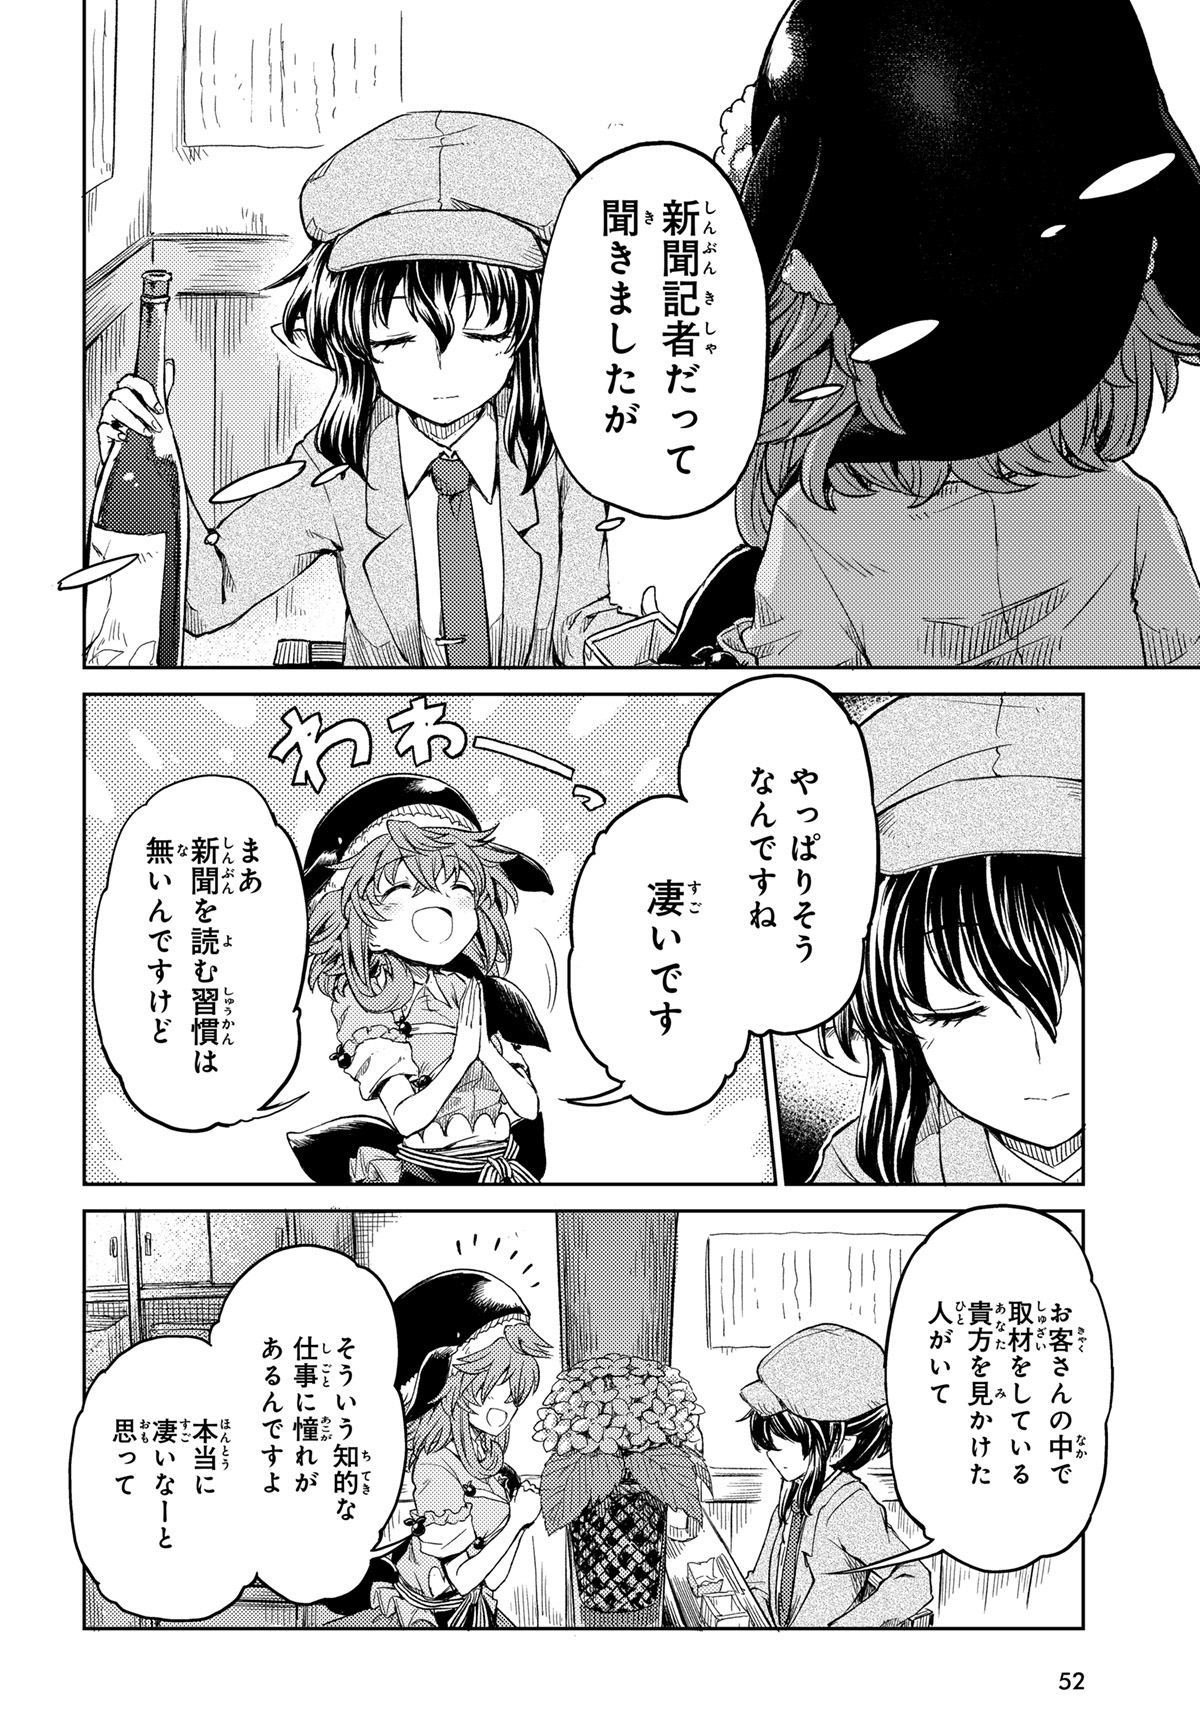 新聞記者だって
聞きましたが
やっぱりそう
なんですね
凄いです
わわーっ
まあ
新聞を読む習慣は
無いんですけど
お客さんの中で
取材をしている
貴方を見かけた
人がいて
そういう知的な
仕事に憧れが
あるんですよ
本当に
凄いなーと
思って
52